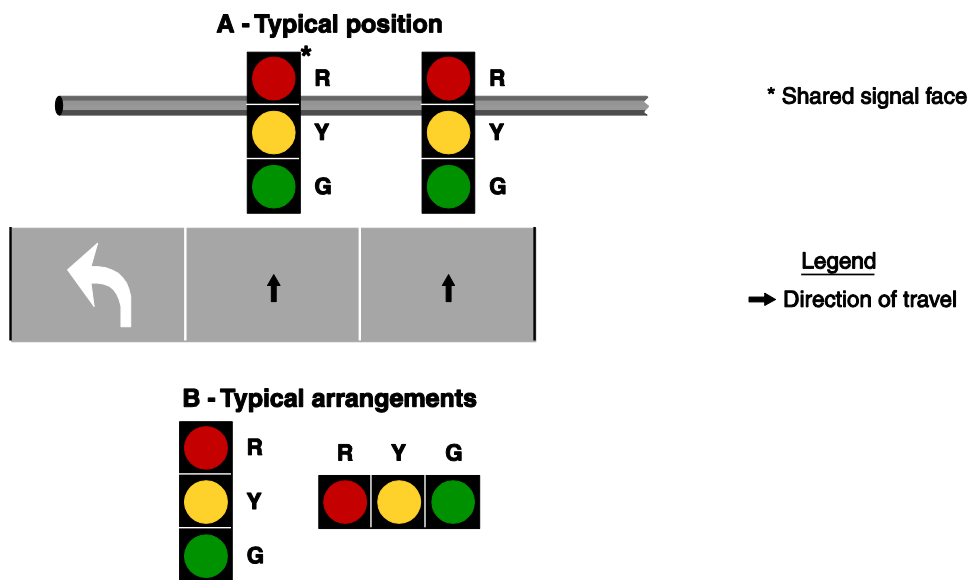 A - Typical position
*
R R
Y Y
G G
* Shared signal face
Legend
Direction of travel
B - Typical arrangements
R
Y
G
R Y G